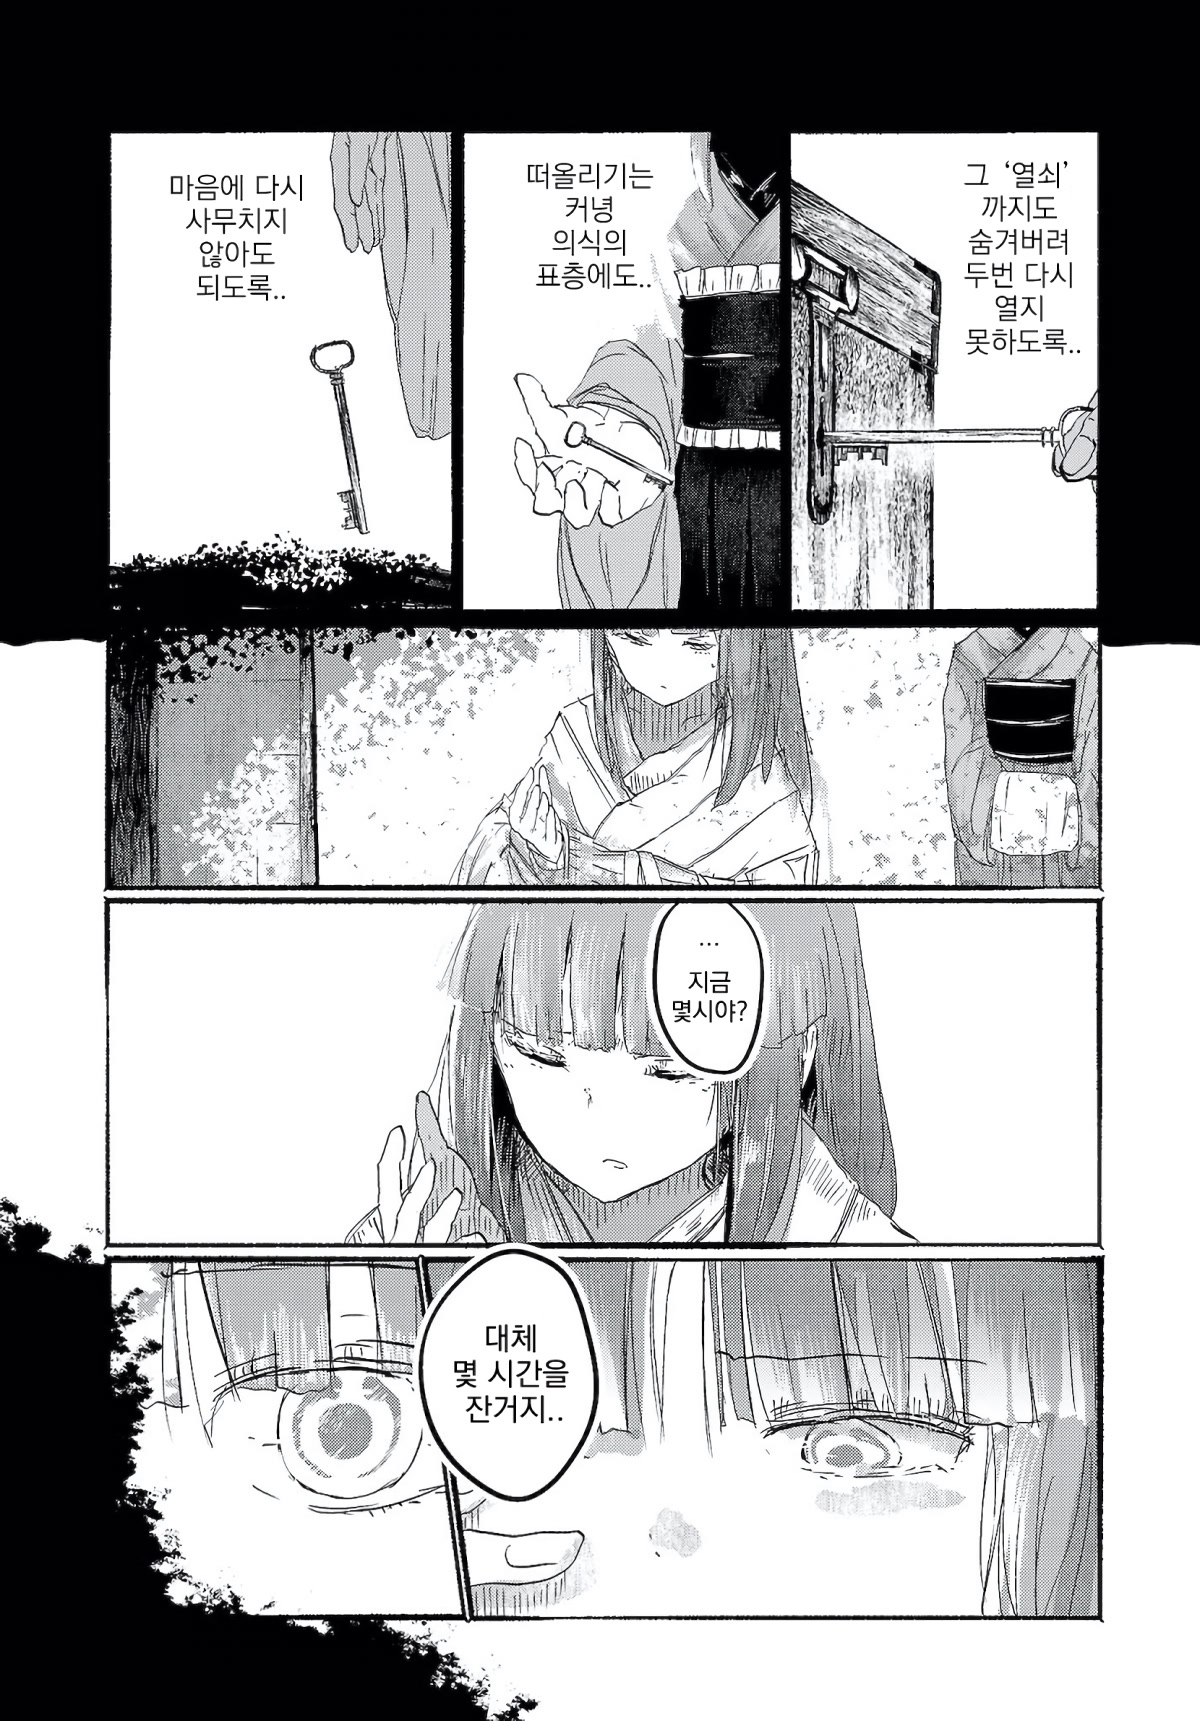 그 ‘열쇠’
까지도
숨겨버려
두번 다시
열지
못하도록..
떠올리기는
커녕
의식의
표층에도..
마음에 다시
사무치지
않아도
되도록..
...
지금
몇시야?
대체
몇 시간을
잔거지..